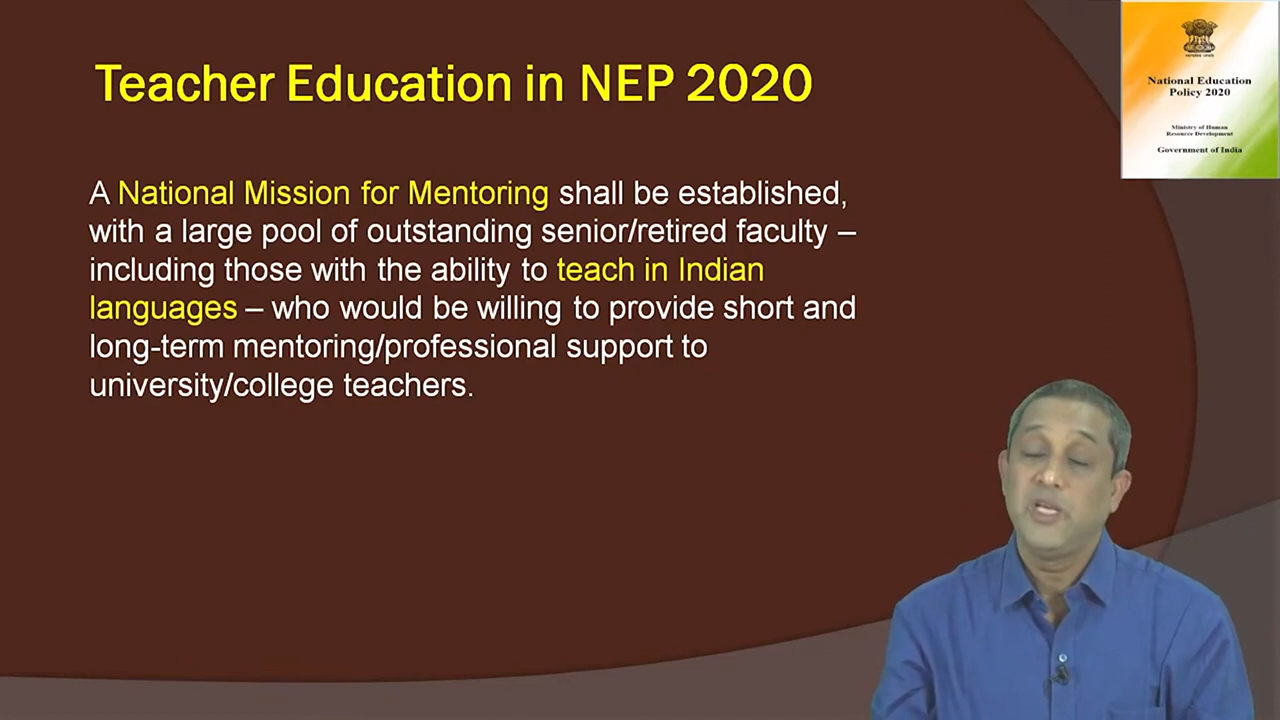 Teacher Education in NEP 2020
National Education
Policy 2020
Ministry of Human
Resource Development
Government of India
A National Mission for Mentoring shall be established,
with a large pool of outstanding senior/retired faculty –
including those with the ability to teach in Indian
languages – who would be willing to provide short and
long-term mentoring/professional support to
university/college teachers.